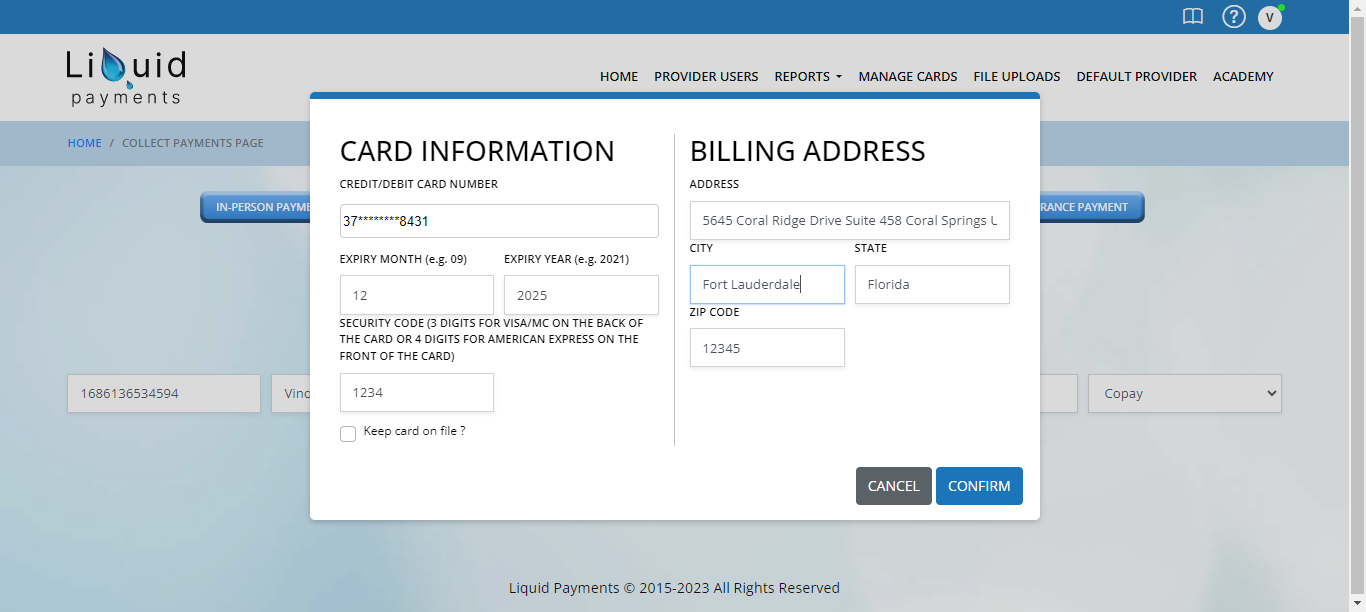 ? V
Liquid
payments
HOME PROVIDER USERS REPORTS MANAGE CARDS FILE UPLOADS DEFAULT PROVIDER ACADEMY
HOME / COLLECT PAYMENTS PAGE
IN-PERSON PAYME
RANCE PAYMENT
CARD INFORMATION
CREDIT/DEBIT CARD NUMBER
37********8431
EXPIRY MONTH (e.g. 09) EXPIRY YEAR (e.g. 2021)
12 2025
SECURITY CODE (3 DIGITS FOR VISA/MC ON THE BACK OF
THE CARD OR 4 DIGITS FOR AMERICAN EXPRESS ON THE
FRONT OF THE CARD)
1234
Keep card on file ?
BILLING ADDRESS
ADDRESS
5645 Coral Ridge Drive Suite 458 Coral Springs U
CITY STATE
Fort Lauderdale Florida
ZIP CODE
12345
CANCEL CONFIRM
1686136534594 Vino Copay
Liquid Payments © 2015-2023 All Rights Reserved